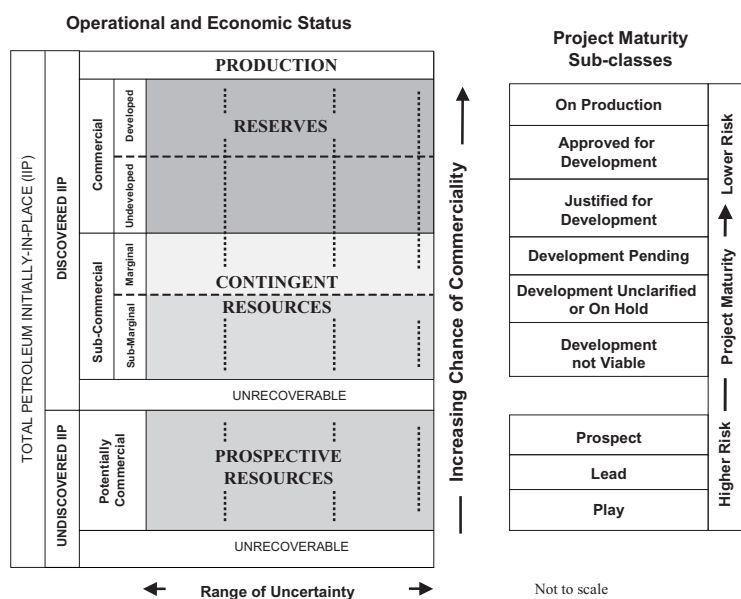 Operational and Economic Status
TOTAL PETROLEUM INITIALLY-IN-PLACE (IIP)
DISCOVERED IIP
UNDISCOVERED IIP
PRODUCTION
Commercial
Developed
Undeveloped
RESERVES
Sub-Commercial
Marginal
Sub-Marginal
CONTINGENT
RESOURCES
UNRECOVERABLE
Potentially
Commercial
PROSPECTIVE
RESOURCES
UNRECOVERABLE
Range of Uncertainty
Increasing Chance of Commerciality
Project Maturity
Sub-classes
On Production
Approved for
Development
Justified for
Development
Development Pending
Development Unclarified
or On Hold
Development
not Viable
Prospect
Lead
Play
Lower Risk
Project Maturity
Higher Risk
Not to scale